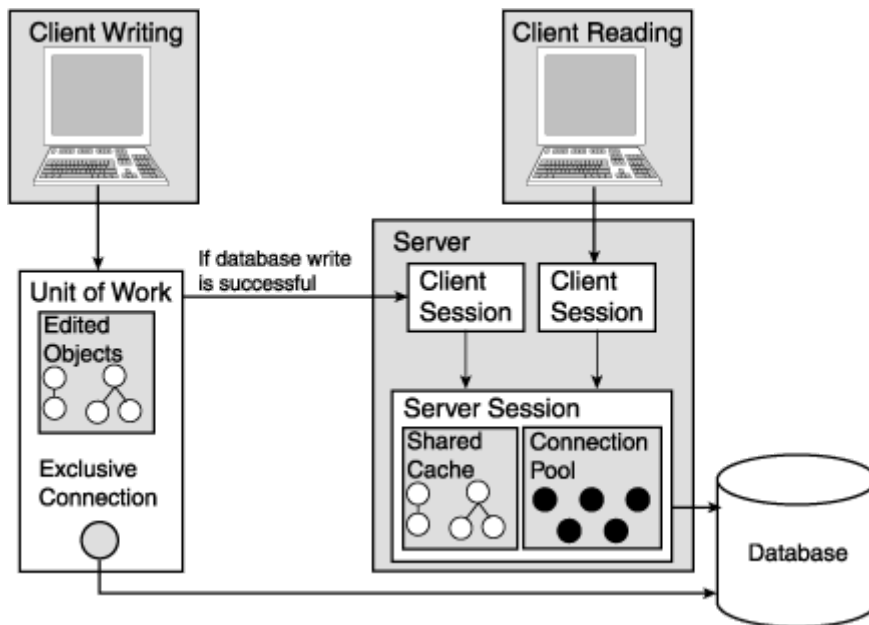 Client Writing
Client Reading
If database write
is successful
Server
Client
Session
Client
Session
Unit of Work
Edited
Objects
Exclusive
Connection
Server Session
Shared
Cache
Connection
Pool
Database